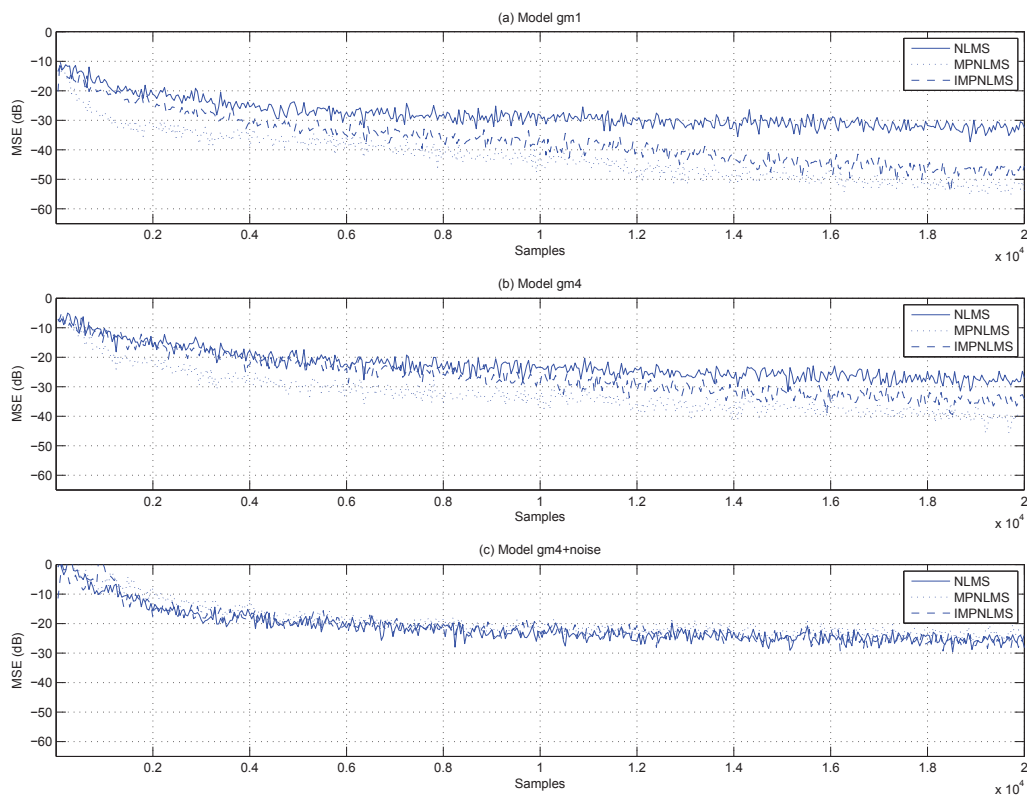 (a) Model gm1
0
−10
−20
−30
−40
−50
−60
MSE (dB)
0.2 0.4 0.6 0.8 1 1.2 1.4 1.6 1.8 2
x 10^4
Samples
NLMS
MPNLMS
IMPNLMS
(b) Model gm4
0
−10
−20
−30
−40
−50
−60
MSE (dB)
0.2 0.4 0.6 0.8 1 1.2 1.4 1.6 1.8 2
x 10^4
Samples
NLMS
MPNLMS
IMPNLMS
(c) Model gm4+noise
0
−10
−20
−30
−40
−50
−60
MSE (dB)
0.2 0.4 0.6 0.8 1 1.2 1.4 1.6 1.8 2
x 10^4
Samples
NLMS
MPNLMS
IMPNLMS